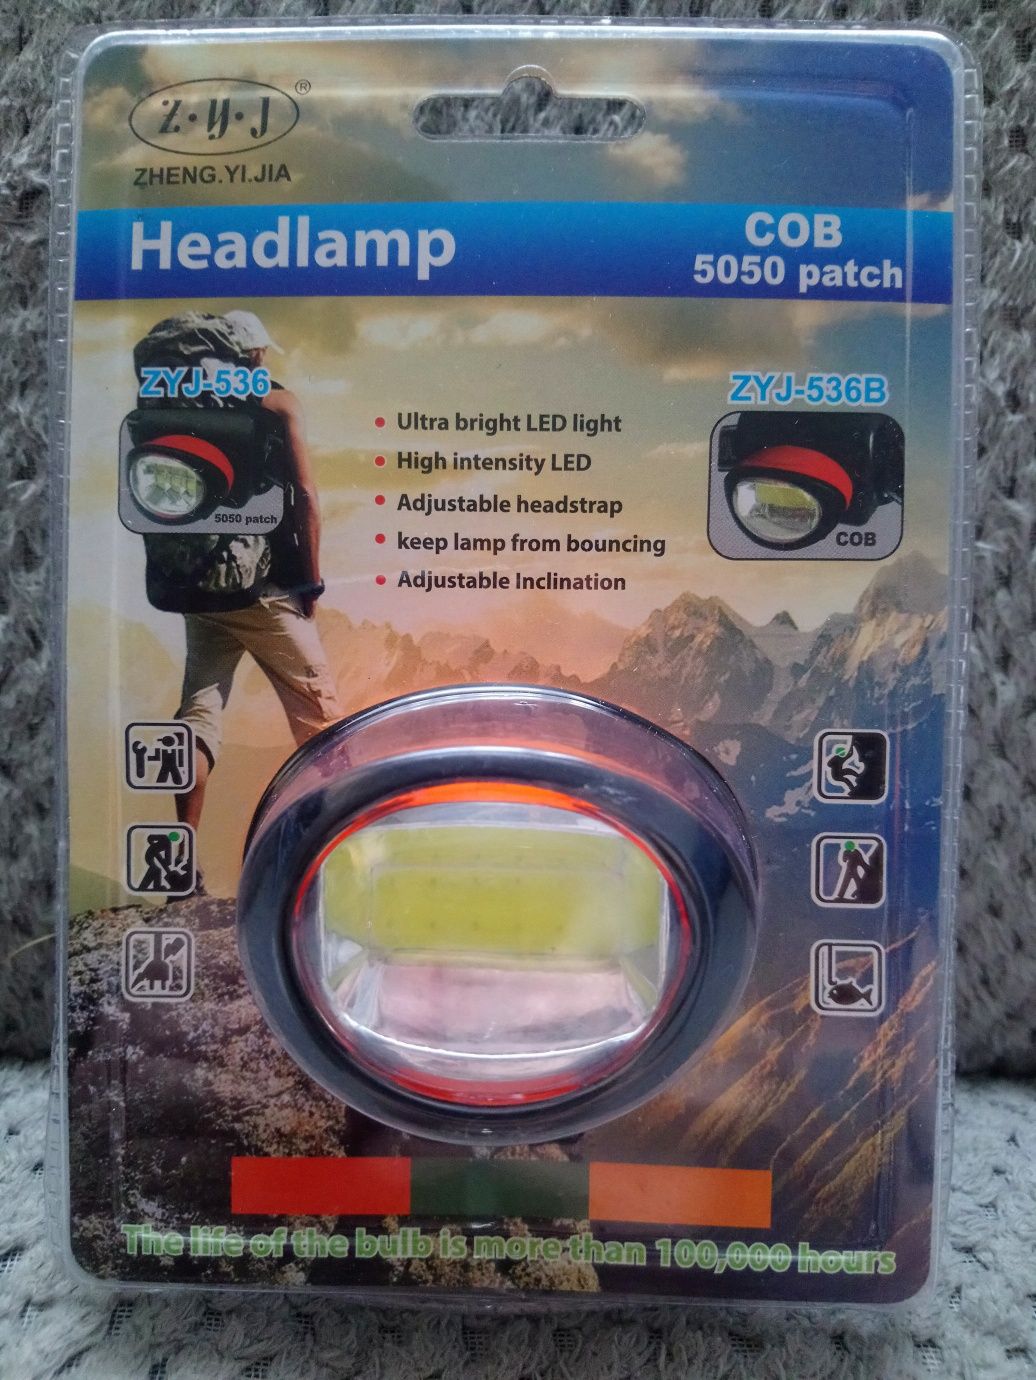 Z·Y·J ®
ZHENG.YI.JIA
Headlamp
COB
5050 patch
ZYJ-536
5050 patch
ZYJ-536B
COB
Ultra bright LED light
High intensity LED
Adjustable headstrap
keep lamp from bouncing
Adjustable Inclination
The life of the bulb is more than 100,000 hours